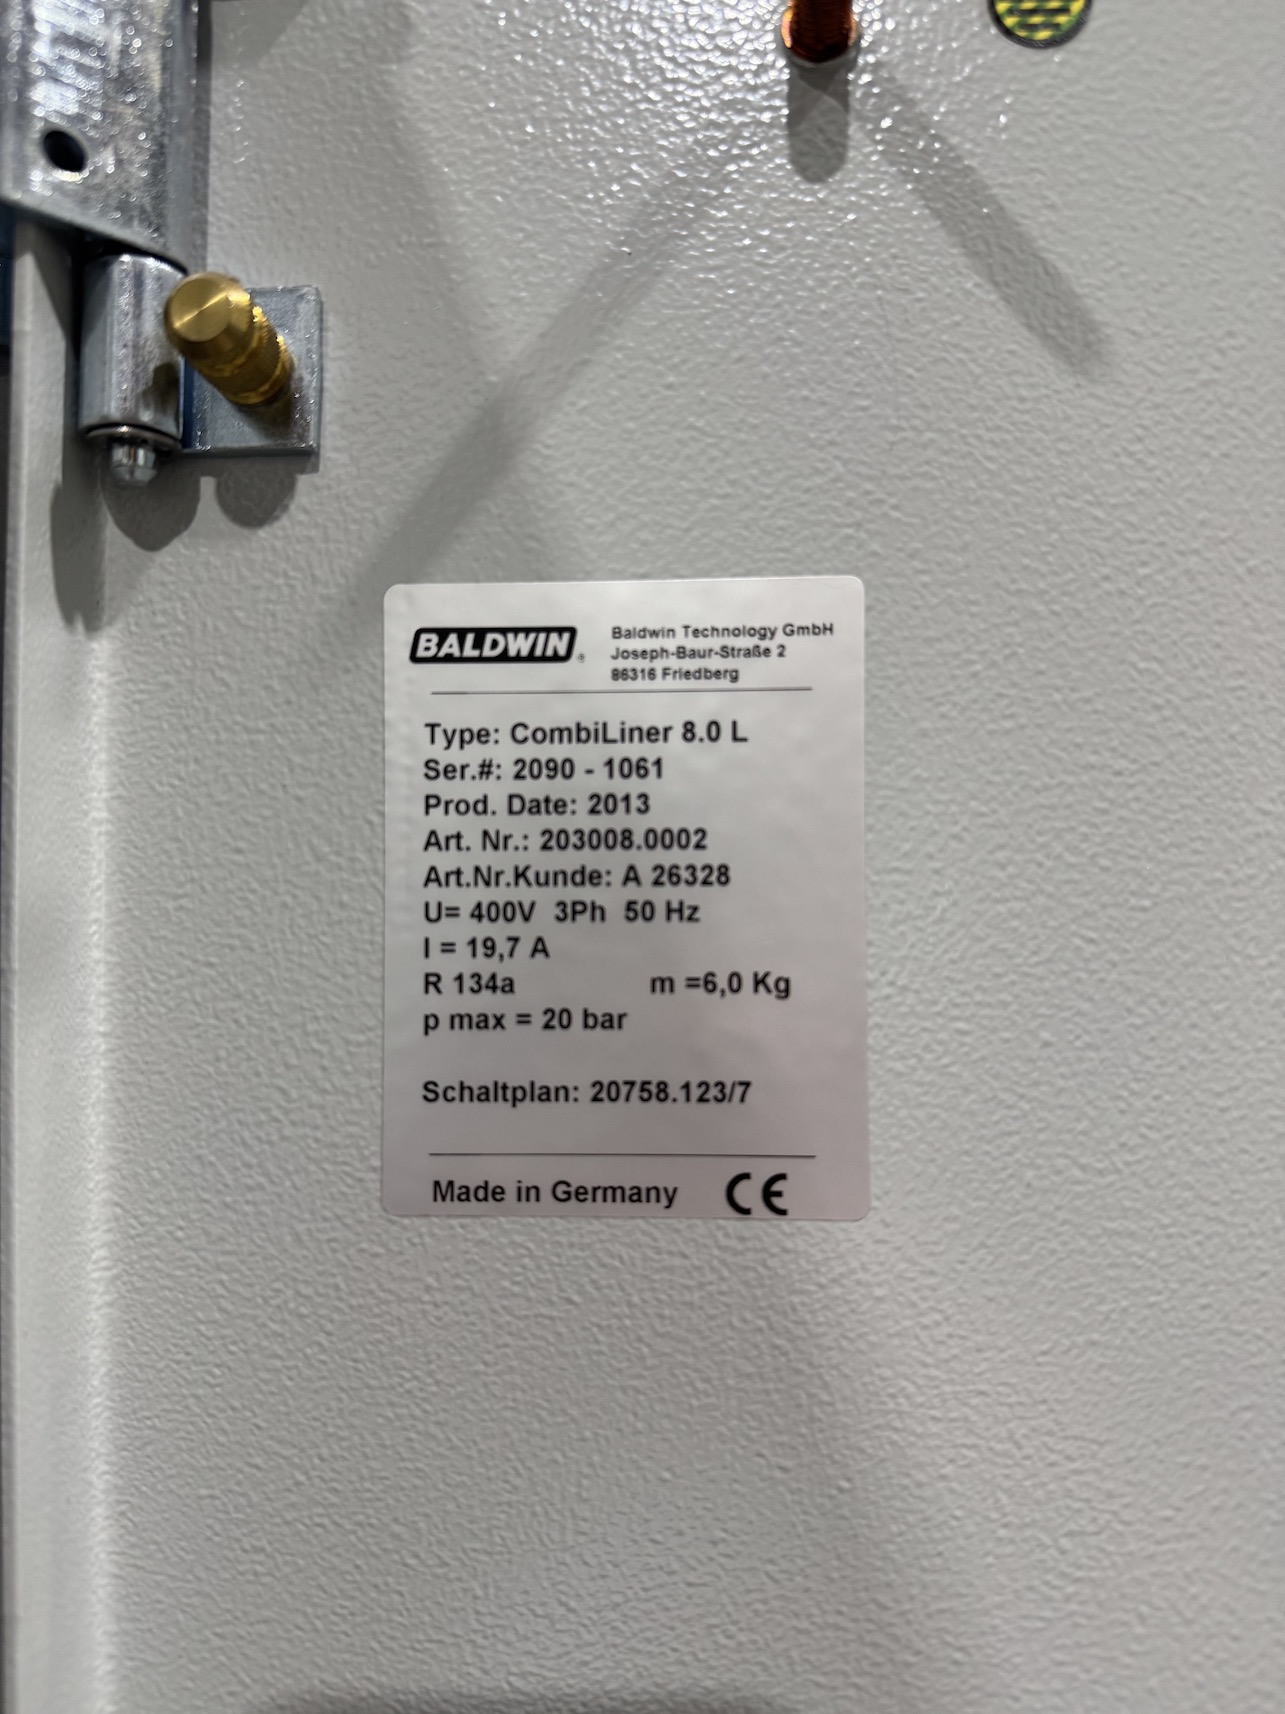 BALDWIN®
Baldwin Technology GmbH
Joseph-Baur-Straße 2
86316 Friedberg
Type: CombiLiner 8.0 L
Ser.#: 2090 - 1061
Prod. Date: 2013
Art. Nr.: 203008.0002
Art.Nr.Kunde: A 26328
U= 400V 3Ph 50 Hz
I = 19,7 A
R 134a m =6,0 Kg
p max = 20 bar
Schaltplan: 20758.123/7
Made in Germany CE